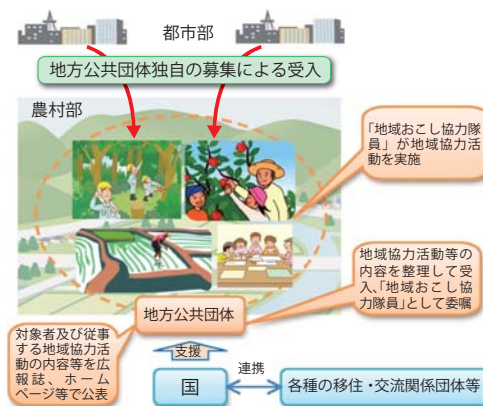 都市部
地方公共団体独自の募集による受入
農村部
「地域おこし協力隊
員」が地域協力活
動を実施
地域協力活動等の
内容を整理して受
入、「地域おこし協
力隊員」として委嘱
地方公共団体
対象者及び従事
する地域協力活
動の内容等を広
報誌、ホーム
ページ等で公表
支援
国
連携
各種の移住・交流関係団体等